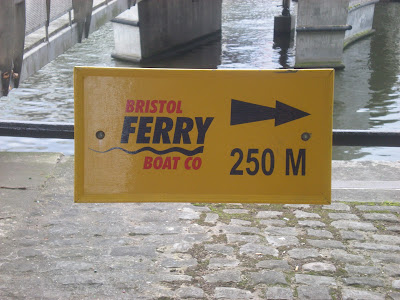 BRISTOL
FERRY
BOAT CO
250 M